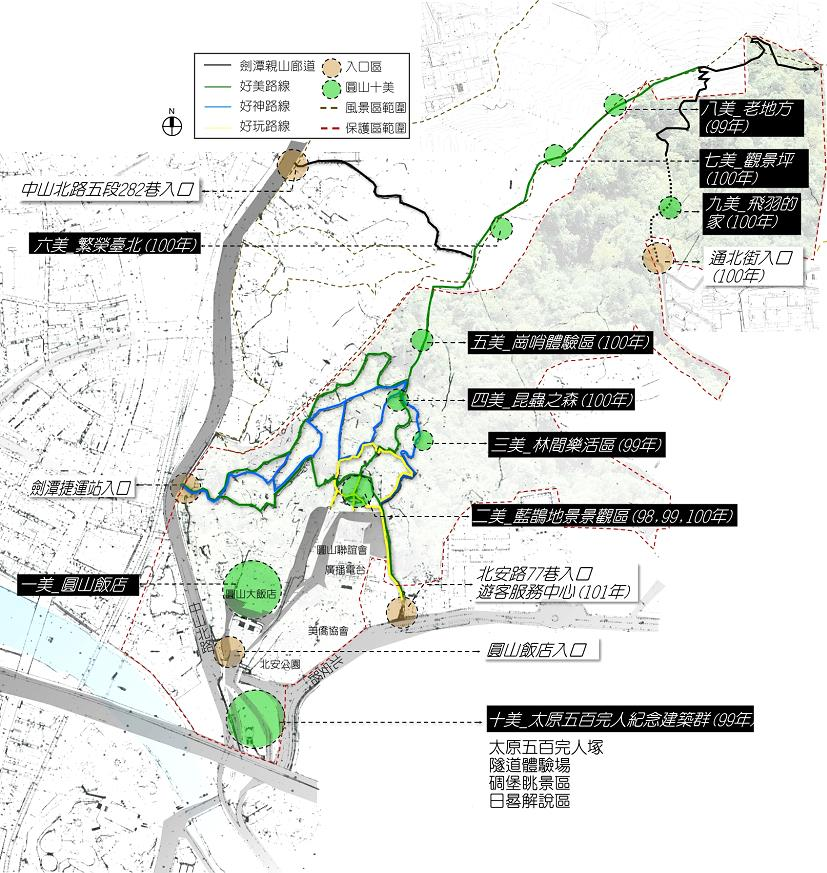 劍潭親山廊道
入口區
好美路線
圓山十美
好神路線
風景區範圍
好玩路線
保護區範圍
N
八美_老地方
(99年)
中山北路五段282巷入口
七美_觀景坪
(100年)
九美_飛羽的
家(100年)
六美_繁榮臺北(100年)
通北街入口
(100年)
五美_崗哨體驗區(100年)
四美_昆蟲之森(100年)
三美_林間樂活區(99年)
劍潭捷運站入口
二美_藍鵲地景景觀區(98,99,100年)
圓山聯誼會
廣播電台
一美_圓山飯店
圓山大飯店
北安路77巷入口
遊客服務中心(101年)
中山北路
美僑協會
圓山飯店入口
北安公園
北安路
十美_太原五百完人紀念建築群(99年
太原五百完人塚
隧道體驗場
碉堡眺景區
日晷解說區